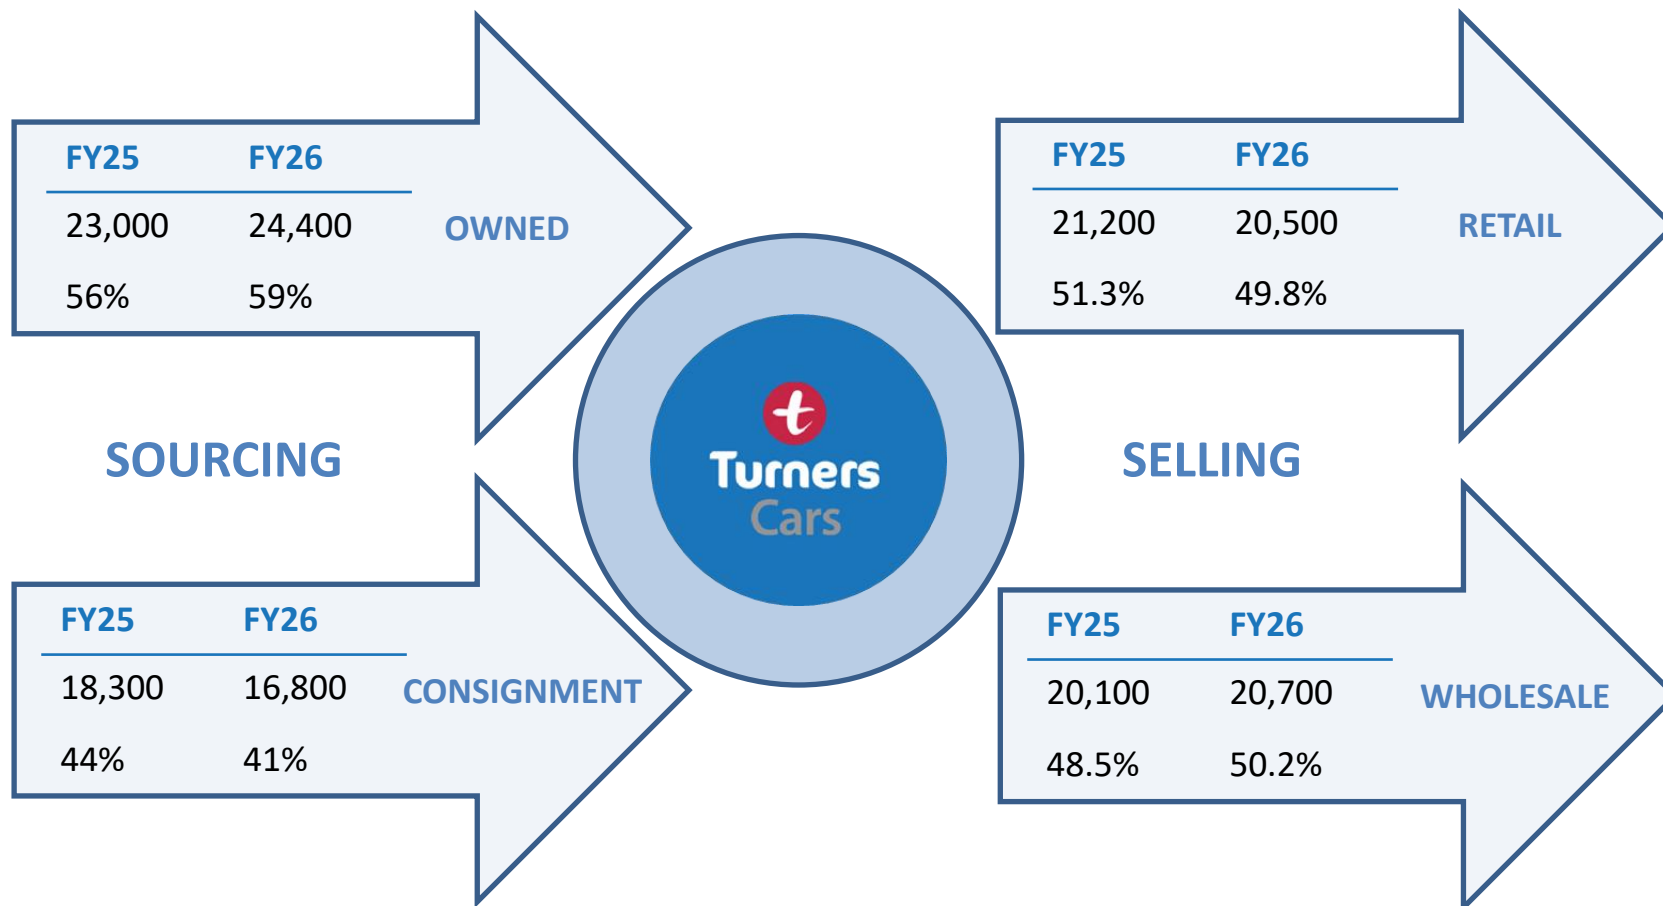 FY25 FY26
23,000 24,400
OWNED
56% 59%
SOURCING
FY25 FY26
18,300 16,800
CONSIGNMENT
44% 41%
t
Turners
Cars
FY25 FY26
21,200 20,500
RETAIL
51.3% 49.8%
SELLING
FY25 FY26
20,100 20,700
WHOLESALE
48.5% 50.2%